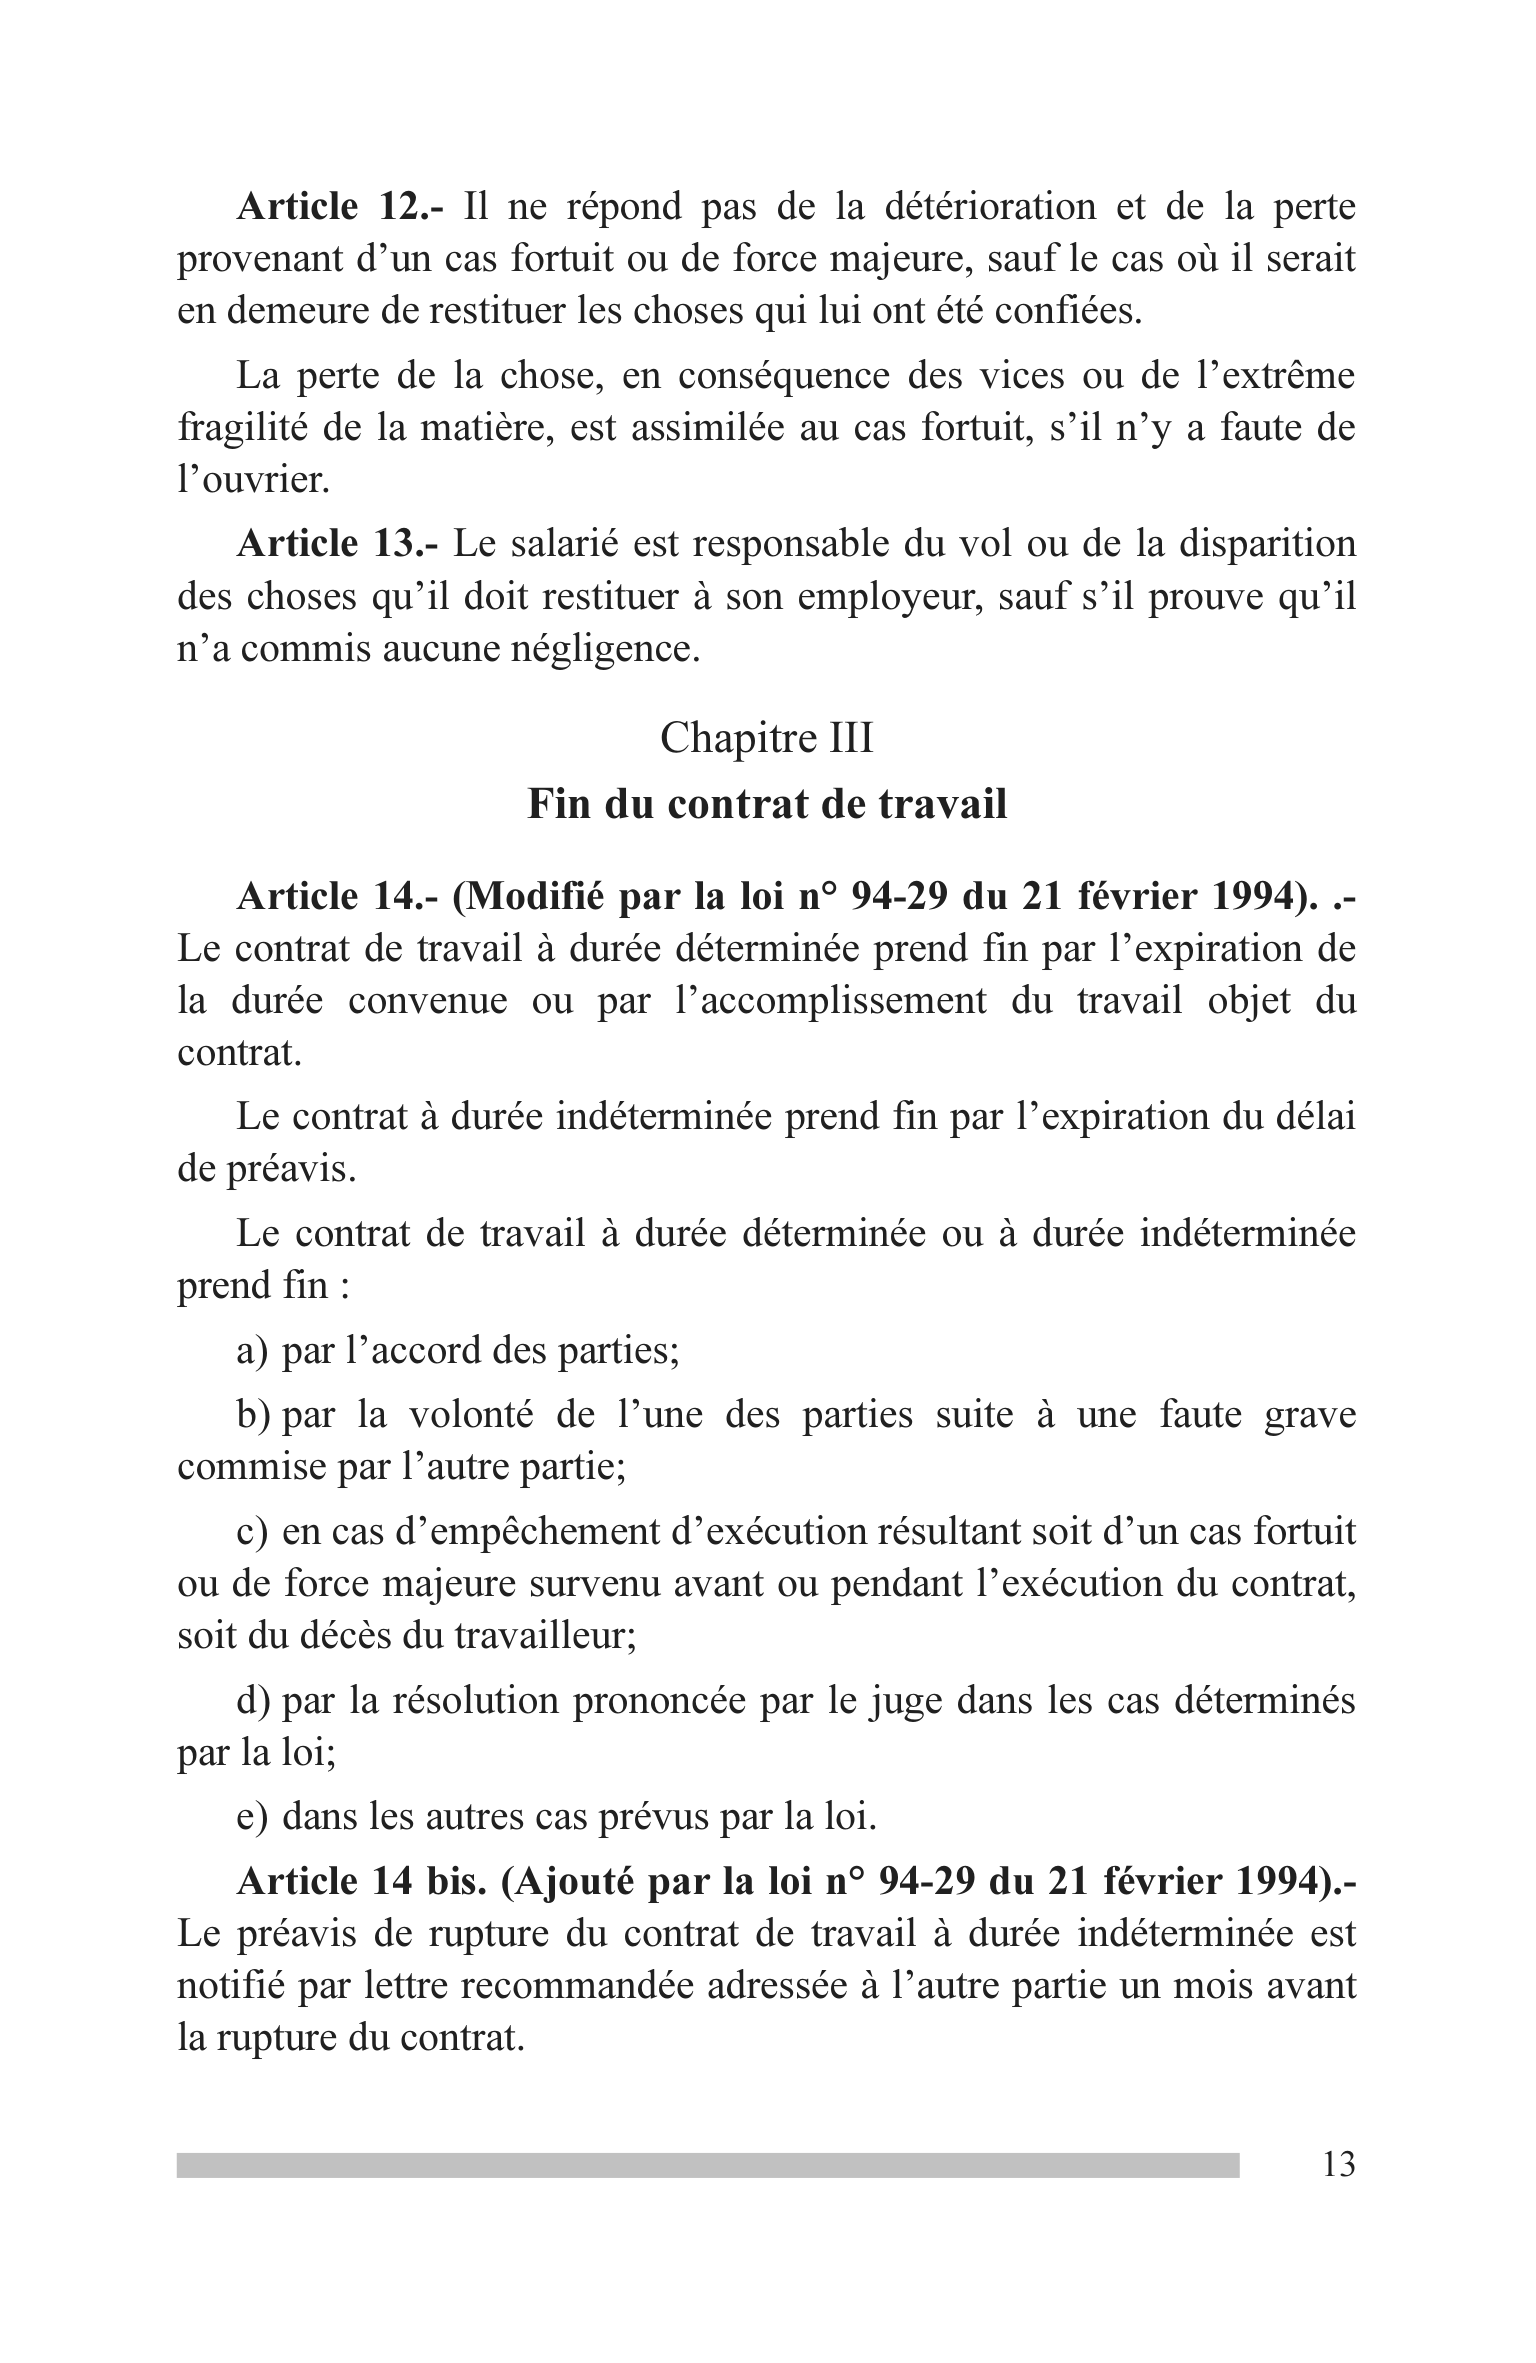 Article 12.- Il ne répond pas de la détérioration et de la perte
provenant d’un cas fortuit ou de force majeure, sauf le cas où il serait
en demeure de restituer les choses qui lui ont été confiées.
La perte de la chose, en conséquence des vices ou de l’extrême
fragilité de la matière, est assimilée au cas fortuit, s’il n’y a faute de
l’ouvrier.
Article 13.- Le salarié est responsable du vol ou de la disparition
des choses qu’il doit restituer à son employeur, sauf s’il prouve qu’il
n’a commis aucune négligence.
Chapitre III
Fin du contrat de travail
Article 14.- (Modifié par la loi n° 94-29 du 21 février 1994). .-
Le contrat de travail à durée déterminée prend fin par l’expiration de
la durée convenue ou par l’accomplissement du travail objet du
contrat.
Le contrat à durée indéterminée prend fin par l’expiration du délai
de préavis.
Le contrat de travail à durée déterminée ou à durée indéterminée
prend fin :
a) par l’accord des parties;
b) par la volonté de l’une des parties suite à une faute grave
commise par l’autre partie;
c) en cas d’empêchement d’exécution résultant soit d’un cas fortuit
ou de force majeure survenu avant ou pendant l’exécution du contrat,
soit du décès du travailleur;
d) par la résolution prononcée par le juge dans les cas déterminés
par la loi;
e) dans les autres cas prévus par la loi.
Article 14 bis. (Ajouté par la loi n° 94-29 du 21 février 1994).-
Le préavis de rupture du contrat de travail à durée indéterminée est
notifié par lettre recommandée adressée à l’autre partie un mois avant
la rupture du contrat.
13